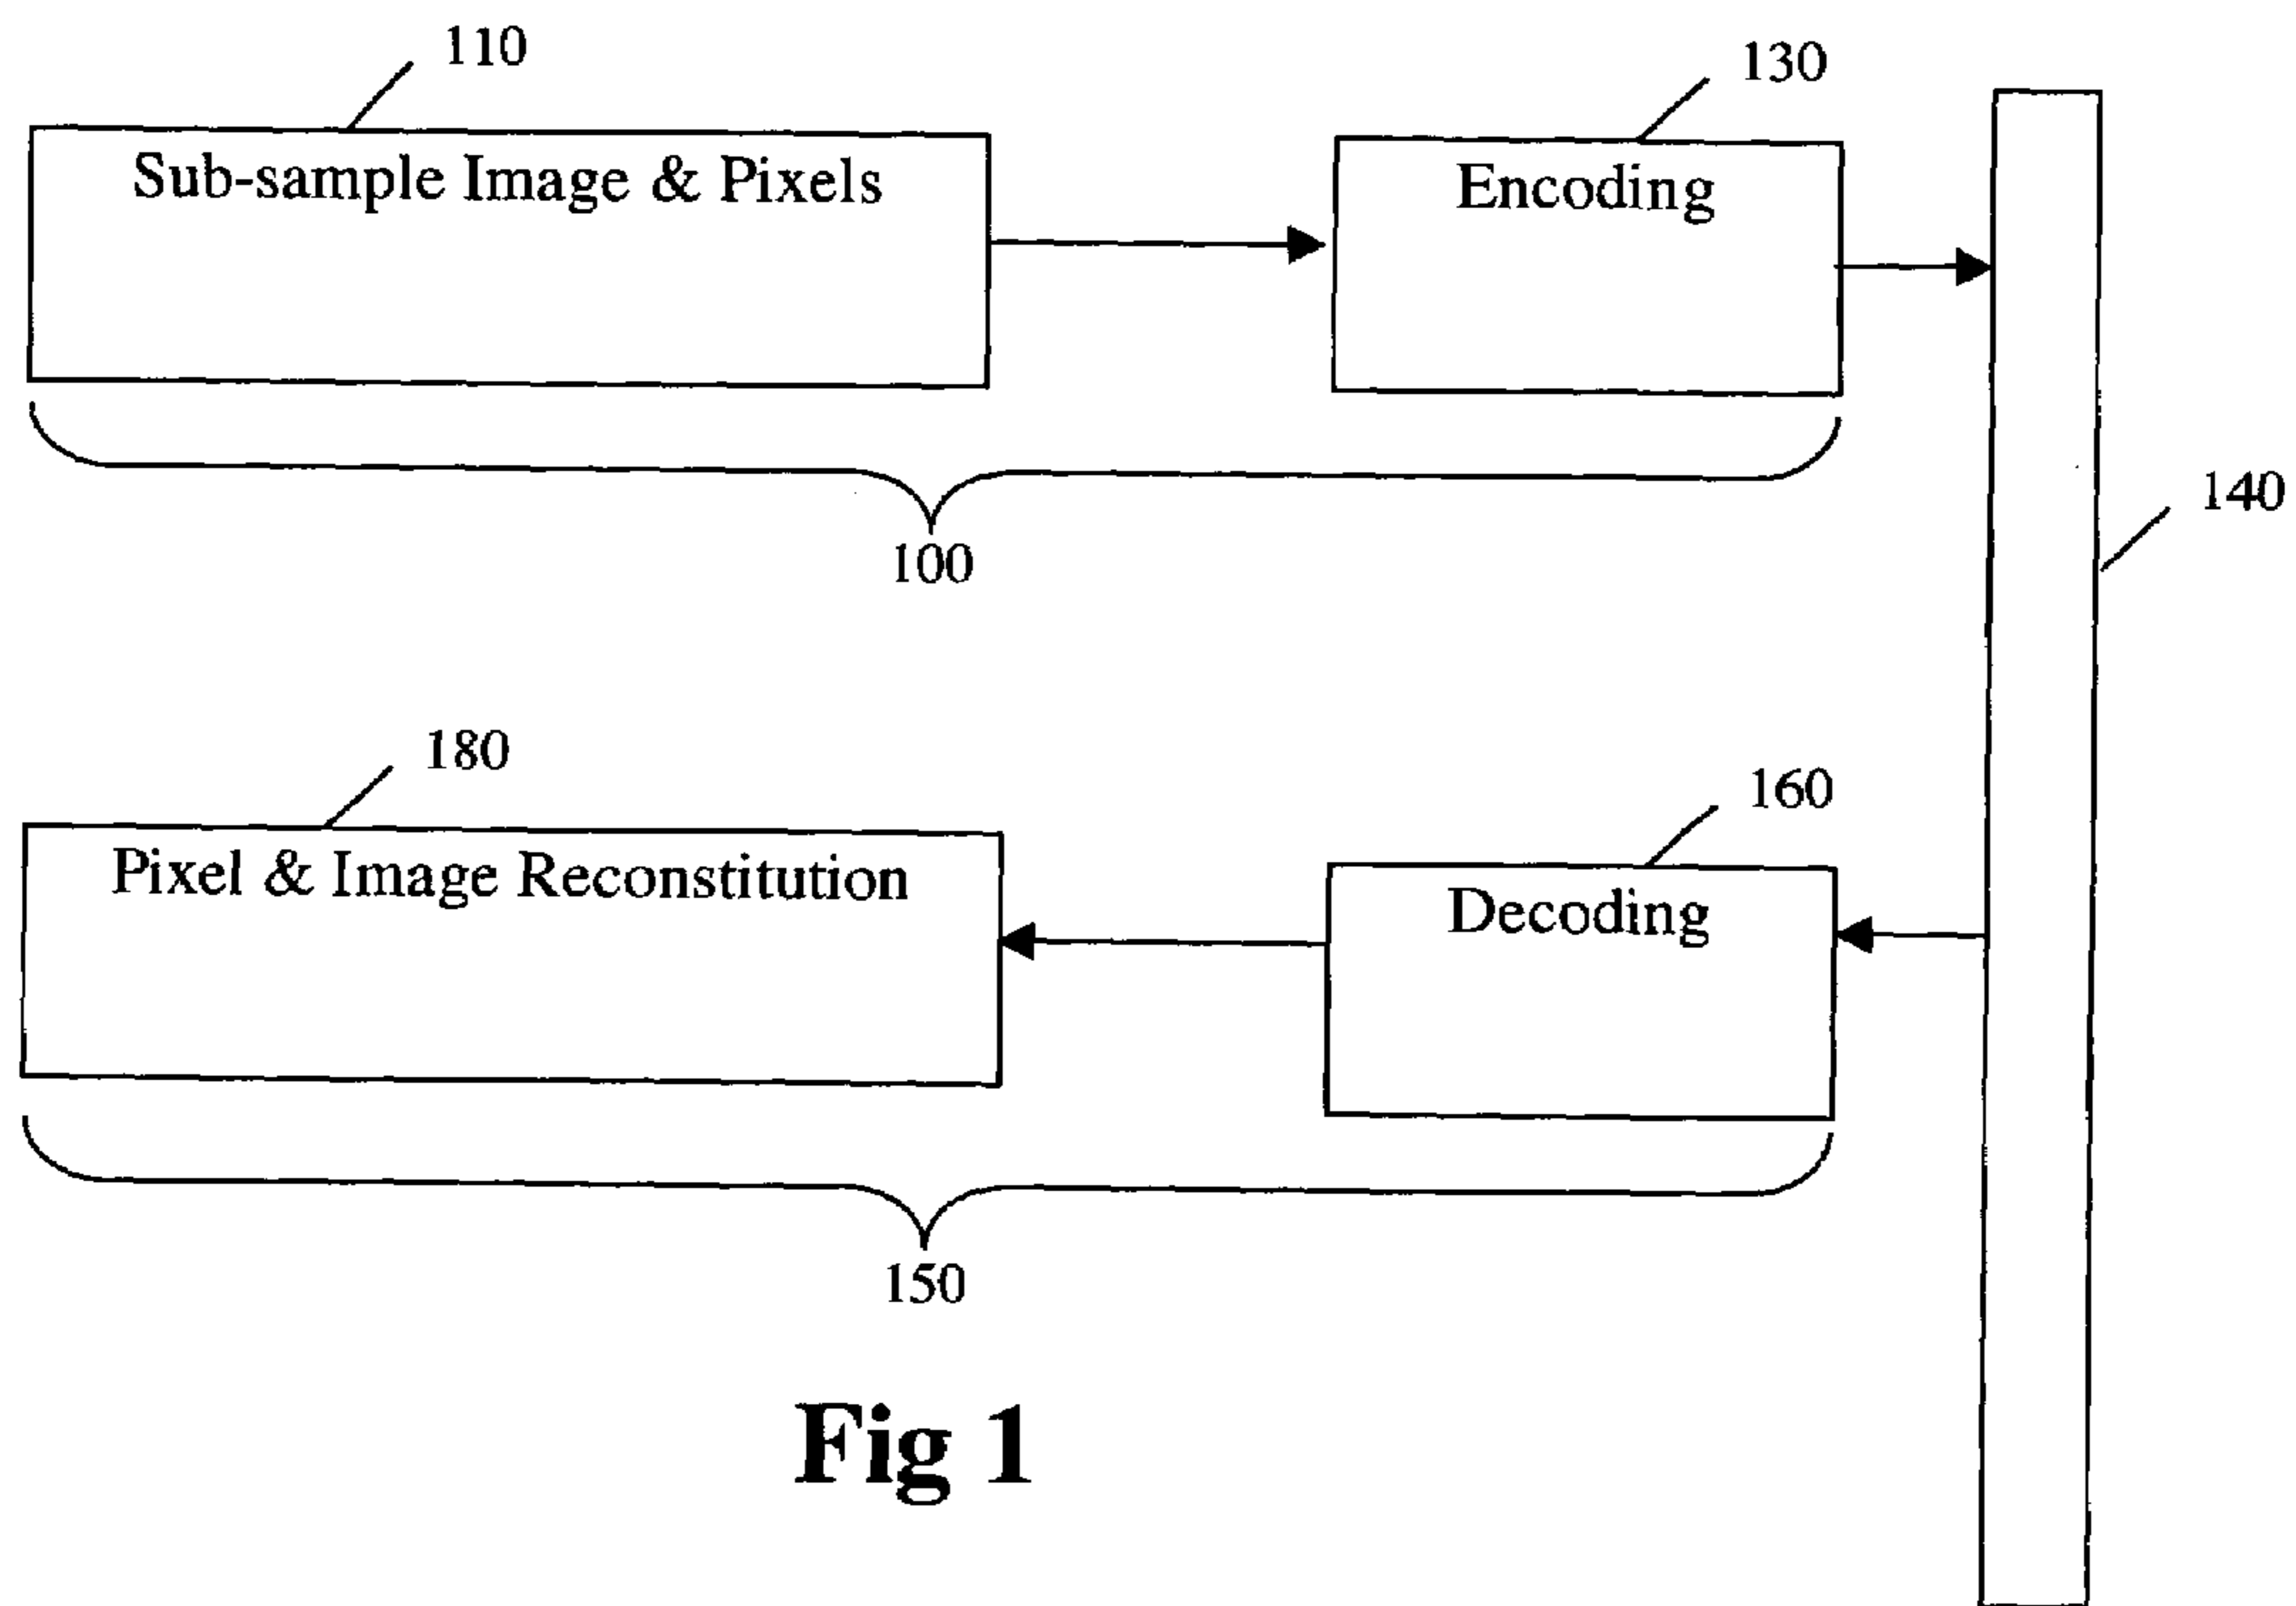 110
130
Sub-sample Image & Pixels
Encoding
140
100
180
160
Pixel & Image Reconstitution
Decoding
150
Fig 1